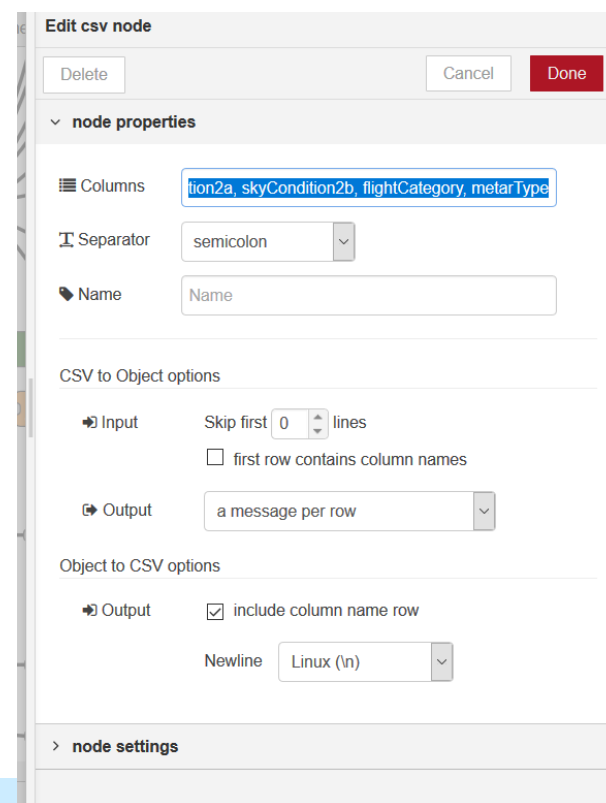 Edit csv node
Delete Cancel Done
node properties
Columns tion2a, skyCondition2b, flightCategory, metarType
Separator semicolon
Name Name
CSV to Object options
Input Skip first 0 lines
first row contains column names
Output a message per row
Object to CSV options
Output include column name row
Newline Linux (\n)
node settings